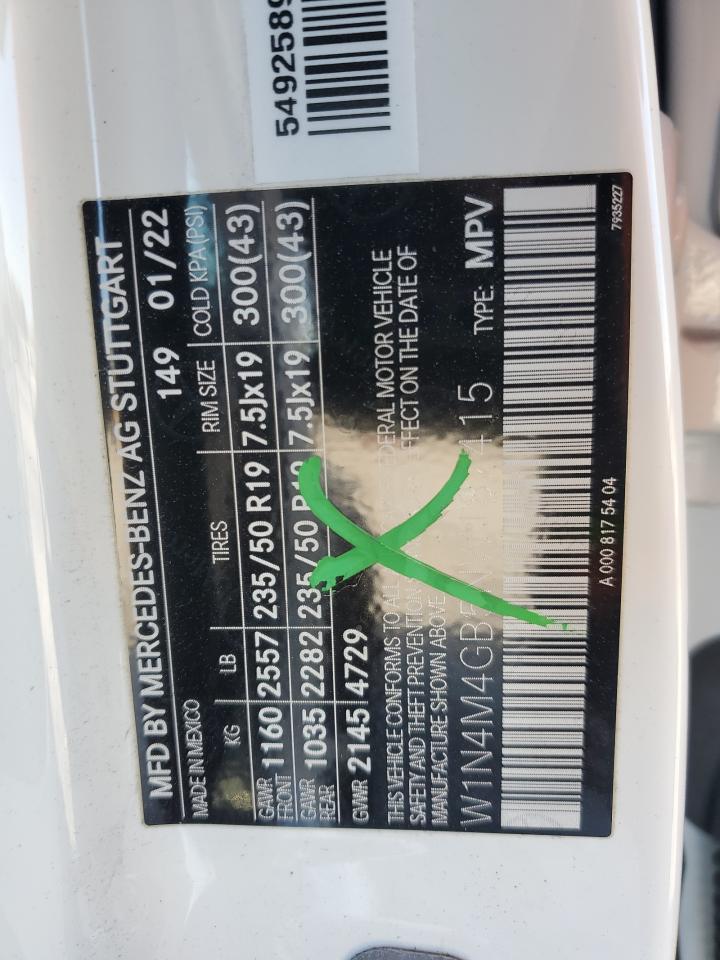 MFD BY MERCEDES-BENZ AG STUTTGART
MADE IN MEXICO 149 01/22
KG LB TIRES RIM SIZE COLD KPA(PSI)
GAWR FRONT 1160 2557 235/50 R19 7.5Jx19 300(43)
GAWR REAR 1035 2282 235/50 R19 7.5Jx19 300(43)
GVWR 2145 4729
THIS VEHICLE CONFORMS TO ALL FEDERAL MOTOR VEHICLE
SAFETY AND THEFT PREVENTION EFFECT ON THE DATE OF
MANUFACTURE SHOWN ABOVE.
W1N4M4GB TYPE: MPV
A 000 817 54 04
7935227